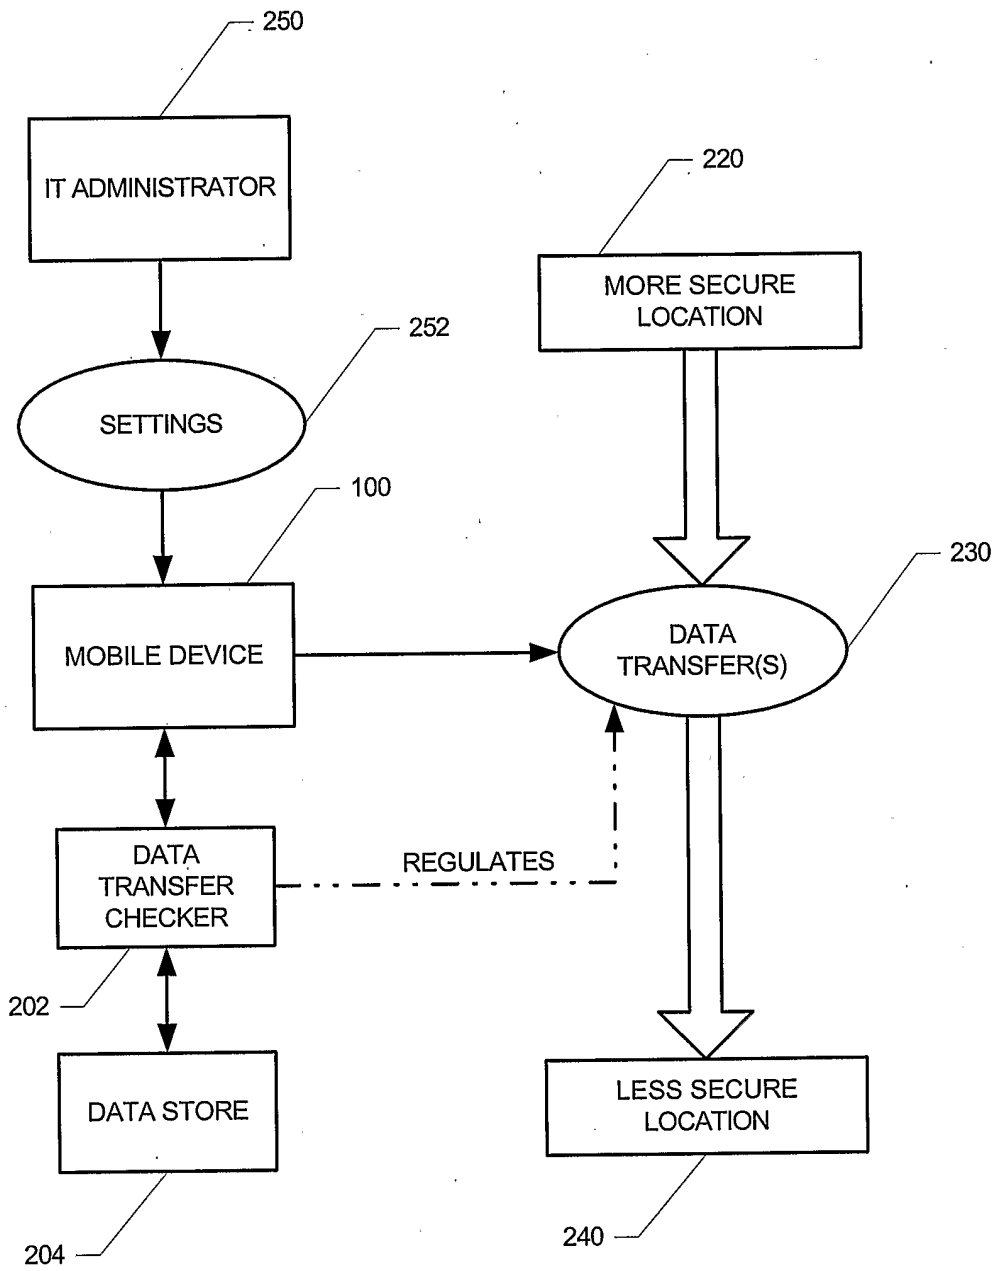 250
IT ADMINISTRATOR
220
MORE SECURE
LOCATION
252
SETTINGS
100
MOBILE DEVICE
230
DATA
TRANSFER(S)
DATA
TRANSFER
CHECKER
REGULATES
202
DATA STORE
204
LESS SECURE
LOCATION
240